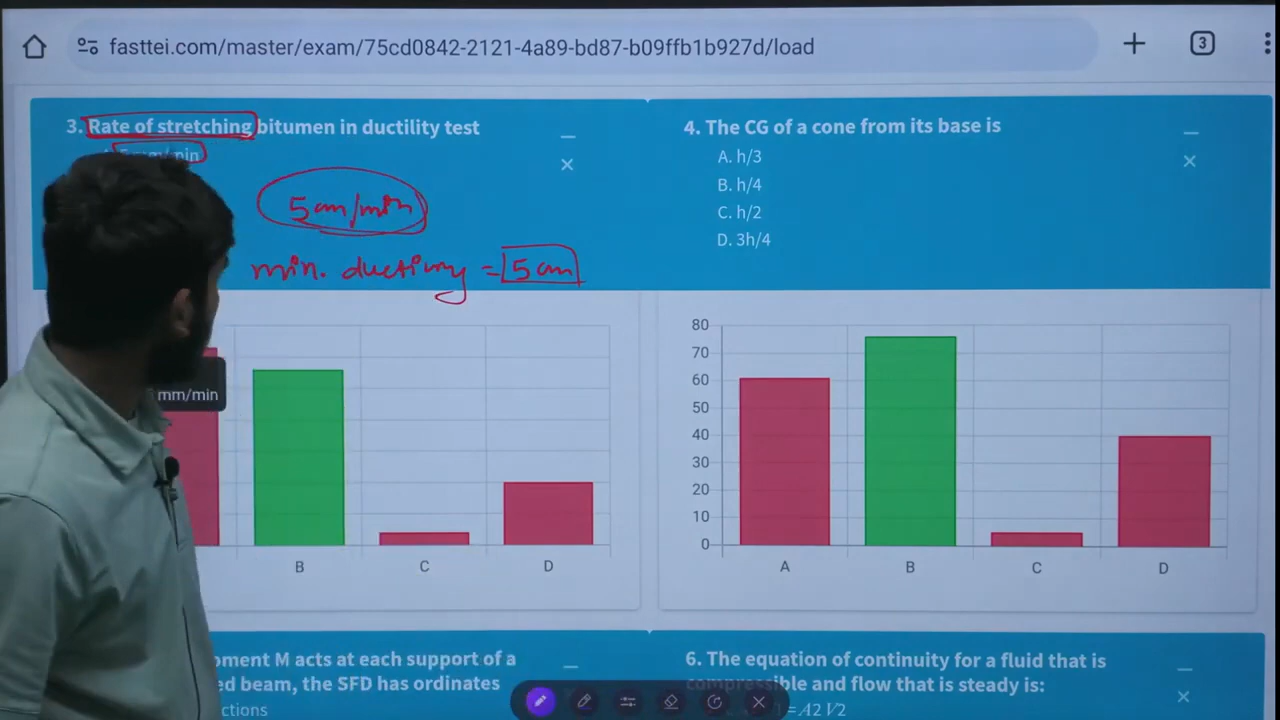 fasttei.com/master/exam/75cd0842-2121-4a89-bd87-b09ffb1b927d/load
3
3. Rate of stretching bitumen in ductility test
5 cm/min
min. ductility = 5 cm
mm/min
B
C
D
4. The CG of a cone from its base is
A. h/3
B. h/4
C. h/2
D. 3h/4
80
70
60
50
40
30
20
10
0
A
B
C
D
oment M acts at each support of a
ed beam, the SFD has ordinates
ctions
6. The equation of continuity for a fluid that is
compressible and flow that is steady is:
= A2 V2